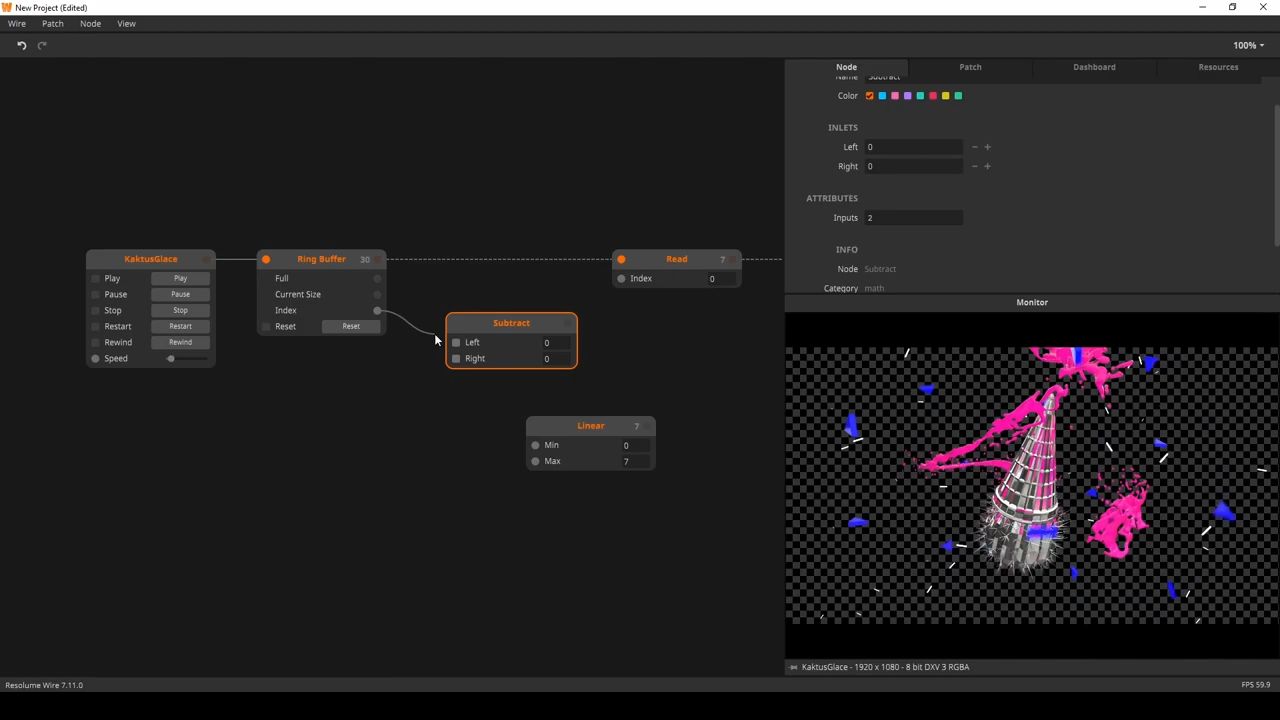 New Project (Edited)
Wire Patch Node View
100%
Node Patch Dashboard Resources
Name Subtract
Color
INLETS
Left 0
Right 0
ATTRIBUTES
Inputs 2
INFO
Node Subtract
Category math
KaktusGlace
Play Play
Pause Pause
Stop Stop
Restart Restart
Rewind Rewind
Speed
Ring Buffer 30
Full
Current Size
Index
Reset Reset
Read 7
Index 0
Subtract
Left 0
Right 0
Linear 7
Min 0
Max 7
Monitor
KaktusGlace - 1920 x 1080 - 8 bit DXV 3 RGBA
Resolume Wire 7.11.0
FPS 59.9